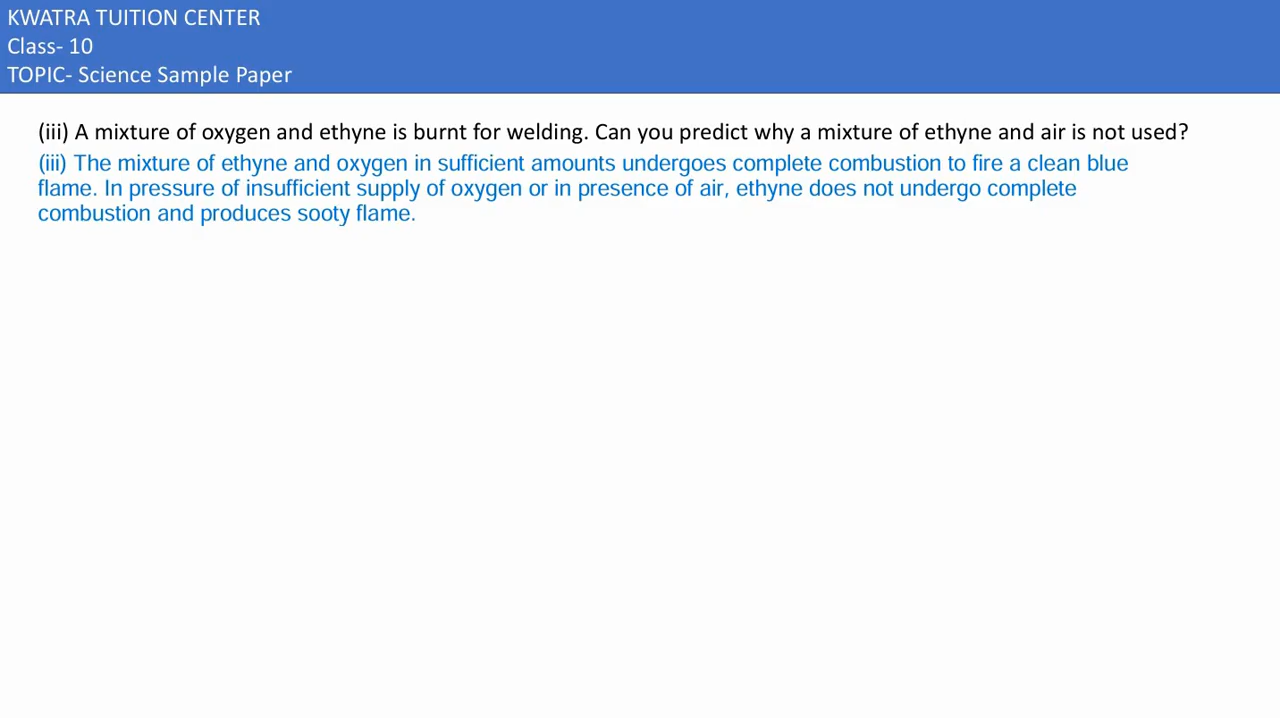 KWATRA TUITION CENTER
Class- 10
TOPIC- Science Sample Paper
(iii) A mixture of oxygen and ethyne is burnt for welding. Can you predict why a mixture of ethyne and air is not used?
(iii) The mixture of ethyne and oxygen in sufficient amounts undergoes complete combustion to fire a clean blue
flame. In pressure of insufficient supply of oxygen or in presence of air, ethyne does not undergo complete
combustion and produces sooty flame.